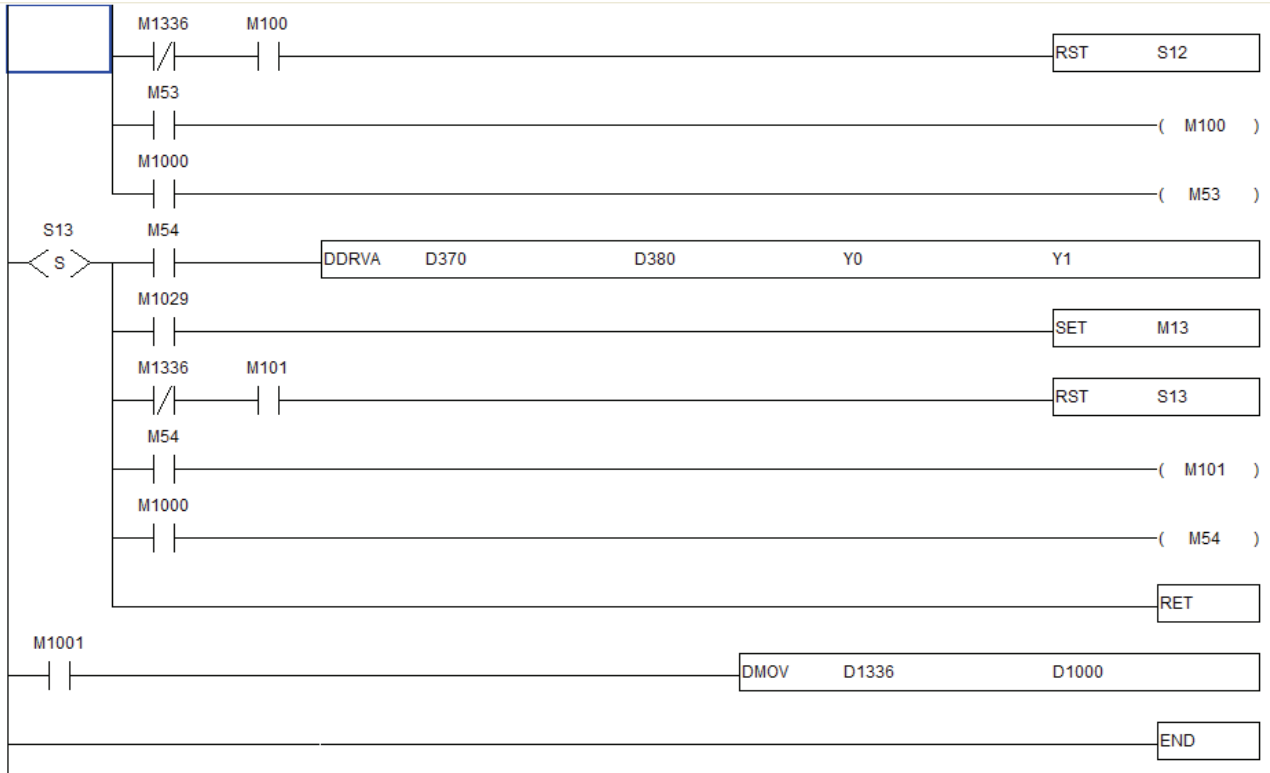 M1336 M100
RST S12
M53
( M100 )
M1000
( M53 )
S13 M54
S DDRVA D370 D380 Y0 Y1
M1029
SET M13
M1336 M101
RST S13
M54
( M101 )
M1000
( M54 )
RET
M1001
DMOV D1336 D1000
END